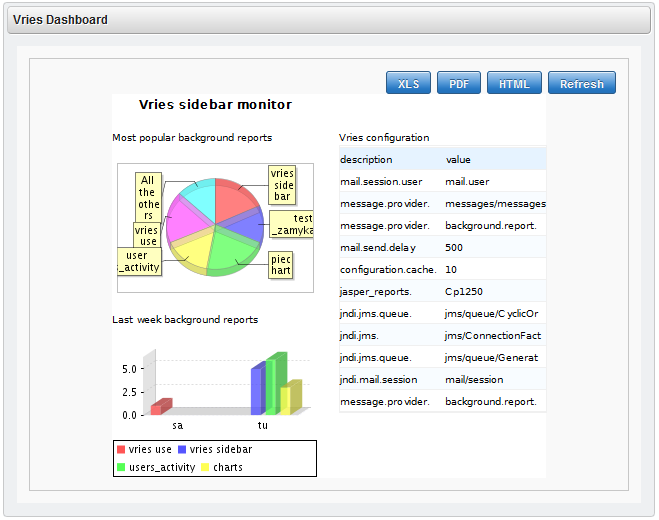 Vries Dashboard
XLS PDF HTML Refresh
Vries sidebar monitor
Most popular background reports
All
the
othe
rs
vries
use
user
s_activity
vries
side
bar
test
_zamyka
piec
hart
Last week background reports
5.0
2.5
0.0
sa tu
vries use vries sidebar
users_activity charts
Vries configuration
description value
mail.session.user mail.user
message.provider. messages/messages
message.provider. background.report.
mail.send.delay 500
configuration.cache. 10
jasper_reports. Cp1250
jndi.jms.queue. jms/queue/CyclicOr
jndi.jms. jms/ConnectionFact
jndi.jms.queue. jms/queue/Generat
jndi.mail.session mail/session
message.provider. background.report.